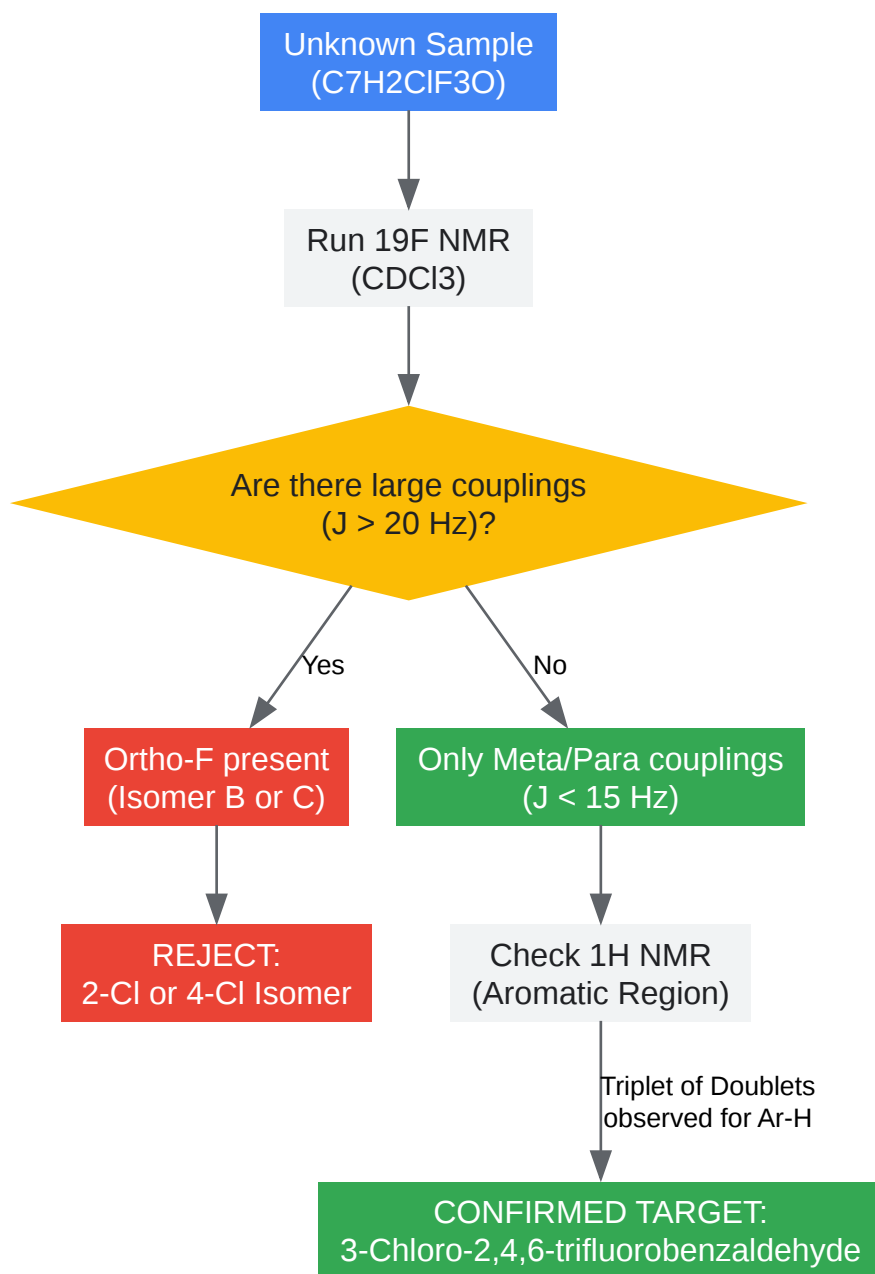 Unknown Sample
(C7H2ClF3O)
Run 19F NMR
(CDCl3)
Are there large couplings
(J > 20 Hz)?
Yes
No
Ortho-F present
(Isomer B or C)
Only Meta/Para couplings
(J < 15 Hz)
REJECT:
2-Cl or 4-Cl Isomer
Check 1H NMR
(Aromatic Region)
Triplet of Doublets
observed for Ar-H
CONFIRMED TARGET:
3-Chloro-2,4,6-trifluorobenzaldehyde